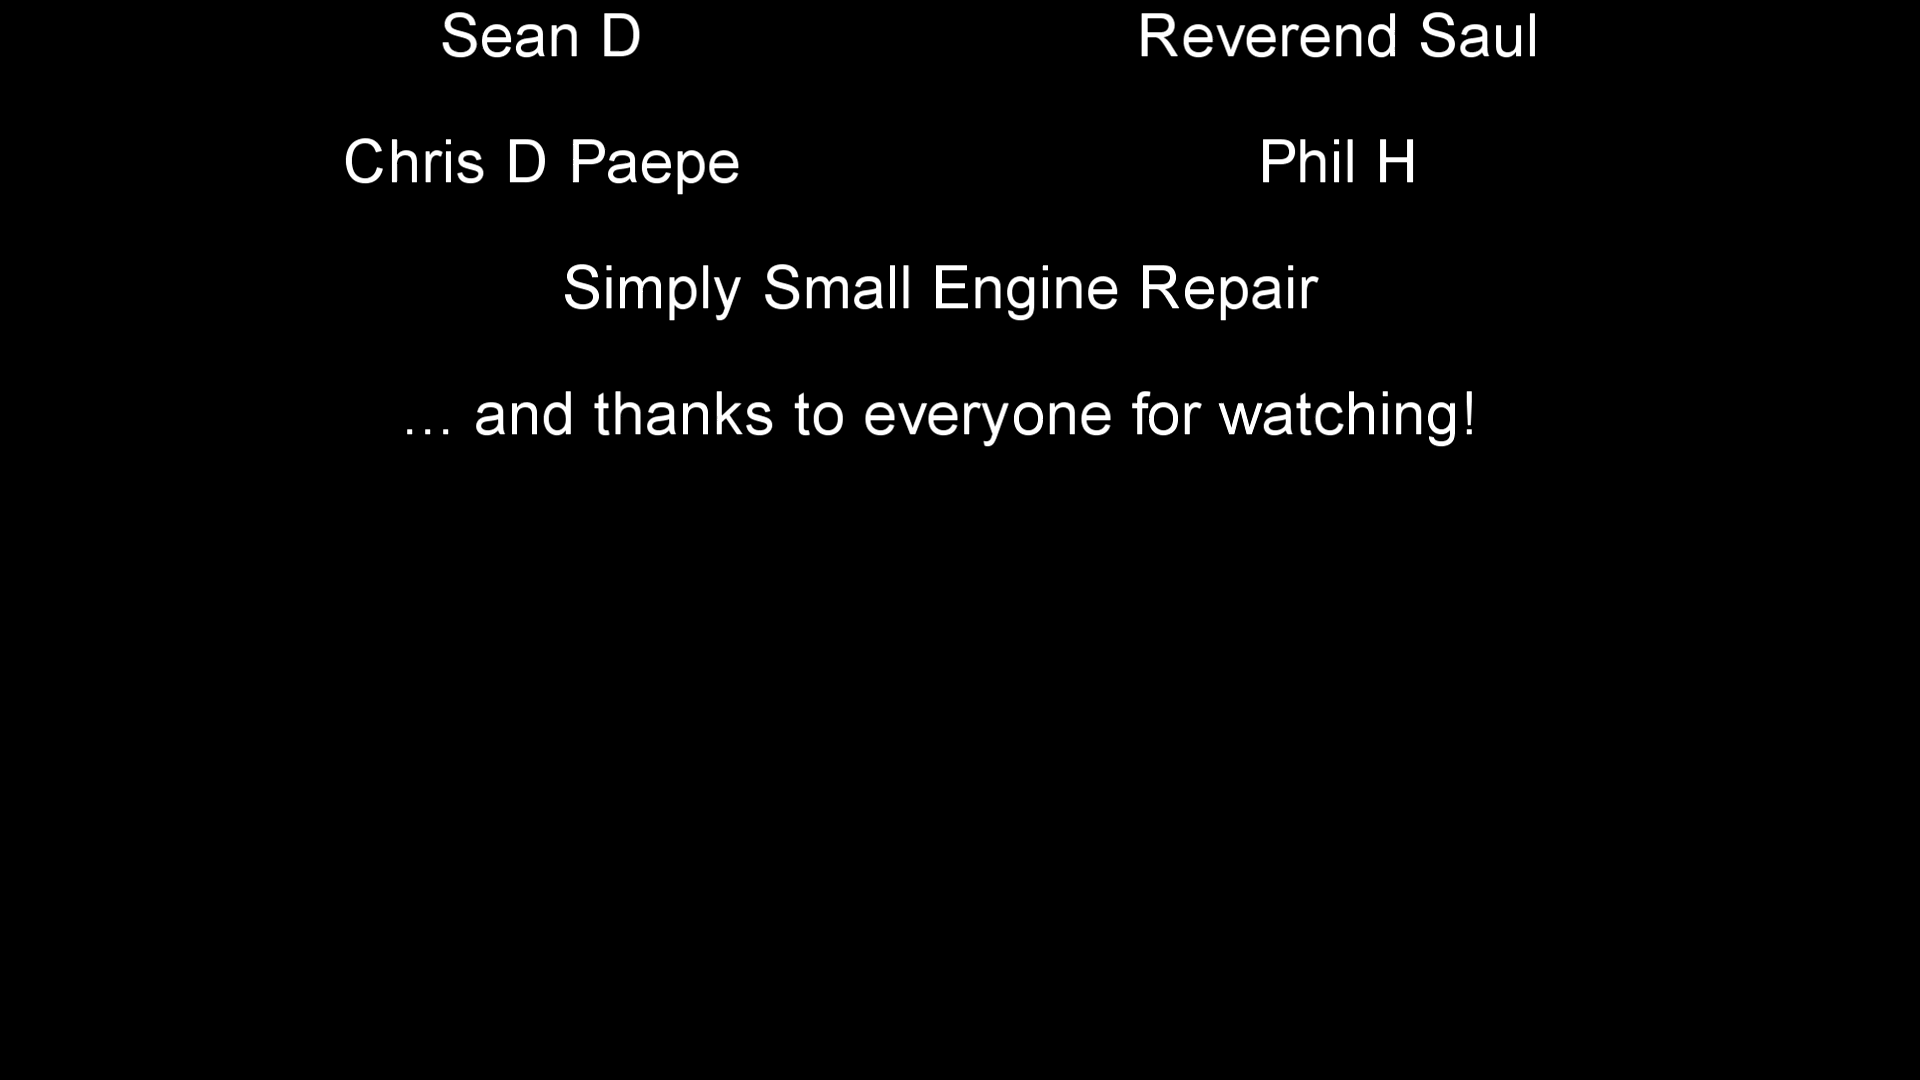 Sean D Reverend Saul
Chris D Paepe Phil H
Simply Small Engine Repair
... and thanks to everyone for watching!